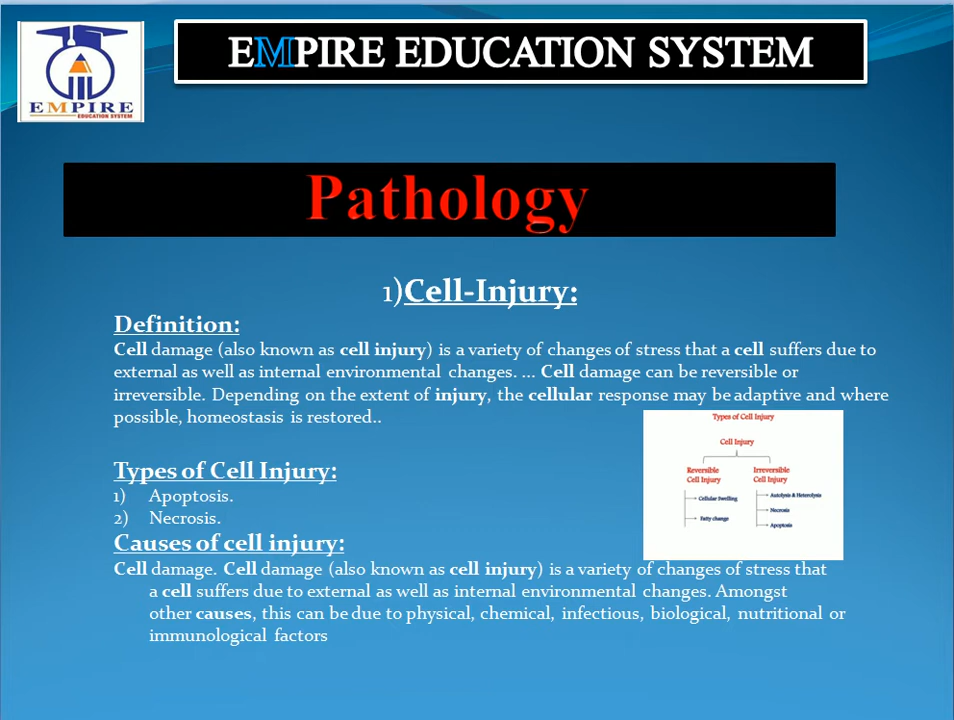 EMPIRE
EDUCATION SYSTEM
EMPIRE EDUCATION SYSTEM
Pathology
1)Cell-Injury:
Definition:
Cell damage (also known as cell injury) is a variety of changes of stress that a cell suffers due to
external as well as internal environmental changes. ... Cell damage can be reversible or
irreversible. Depending on the extent of injury, the cellular response may be adaptive and where
possible, homeostasis is restored..
Types of Cell Injury:
1) Apoptosis.
2) Necrosis.
Types of Cell Injury
Cell Injury
Reversible
Cell Injury
Cellular Swelling
Fatty change
Irreversible
Cell Injury
Autolysis & Heterolysis
Necrosis
Apoptosis
Causes of cell injury:
Cell damage. Cell damage (also known as cell injury) is a variety of changes of stress that
a cell suffers due to external as well as internal environmental changes. Amongst
other causes, this can be due to physical, chemical, infectious, biological, nutritional or
immunological factors